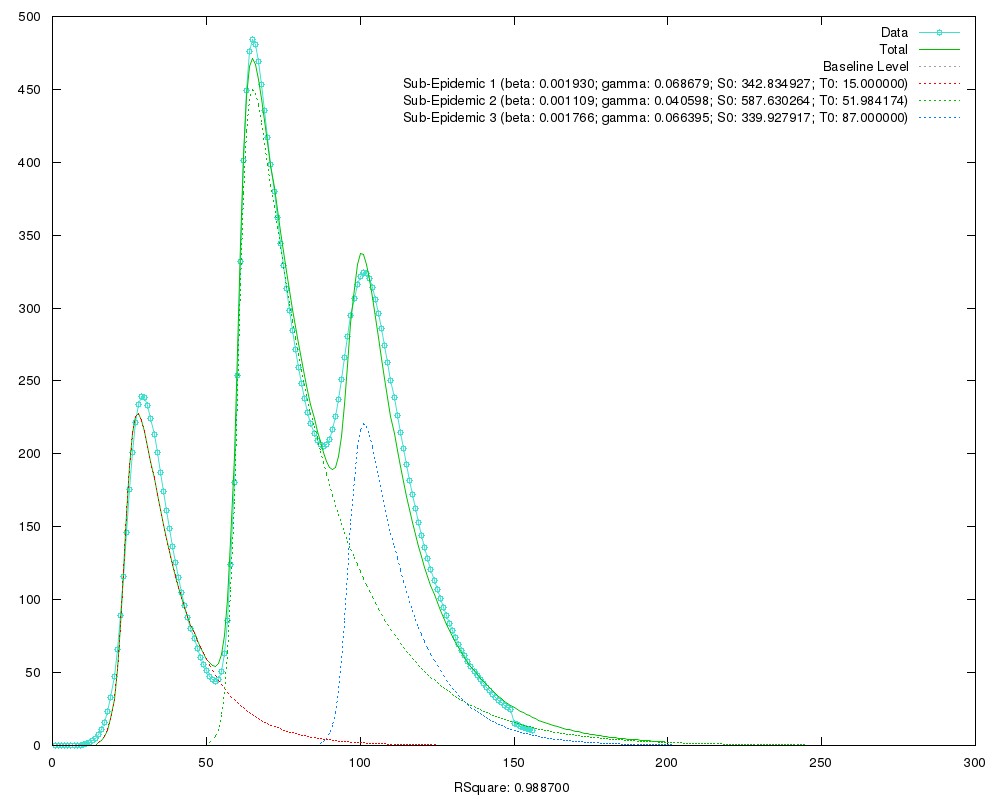 500
450
400
350
300
250
200
150
100
50
0
0 50 100 150 200 250 300
RSquare: 0.988700
Data
Total
Baseline Level
Sub-Epidemic 1 (beta: 0.001930; gamma: 0.068679; S0: 342.834927; T0: 15.000000)
Sub-Epidemic 2 (beta: 0.001109; gamma: 0.040598; S0: 587.630264; T0: 51.984174)
Sub-Epidemic 3 (beta: 0.001766; gamma: 0.066395; S0: 339.927917; T0: 87.000000)